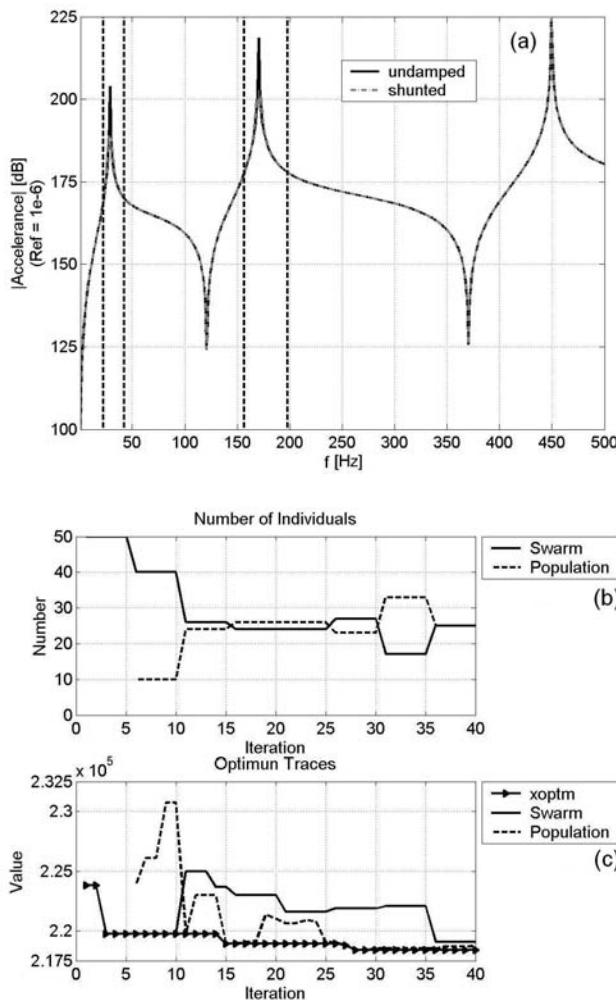 225
200
175
150
125
100
|Accelerance| [dB]
(Ref = 1e-6)
(a)
undamped
shunted
50 100 150 200 250 300 350 400 450 500
f [Hz]
Number of Individuals
50
40
30
20
10
0
Number
0 5 10 15 20 25 30 35 40
Iteration
Swarm
Population
(b)
Optimun Traces
x 10^5
2.325
2.3
2.25
2.2
2.175
Value
0 5 10 15 20 25 30 35 40
Iteration
xoptm
Swarm
Population
(c)